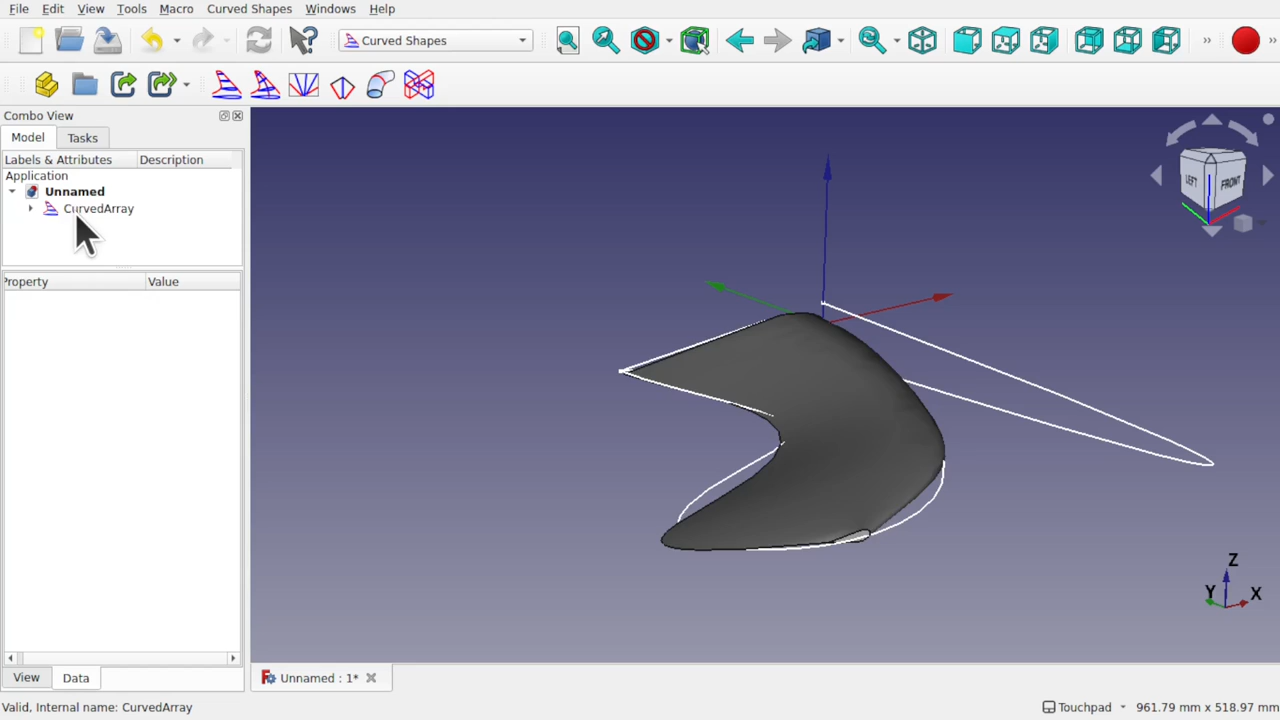 File Edit View Tools Macro Curved Shapes Windows Help
Curved Shapes
Combo View
Model Tasks
Labels & Attributes Description
Application
Unnamed
CurvedArray
LEFT FRONT
Property Value
Z
Y X
View Data
Unnamed : 1*
Valid, Internal name: CurvedArray
Touchpad 961.79 mm x 518.97 mm